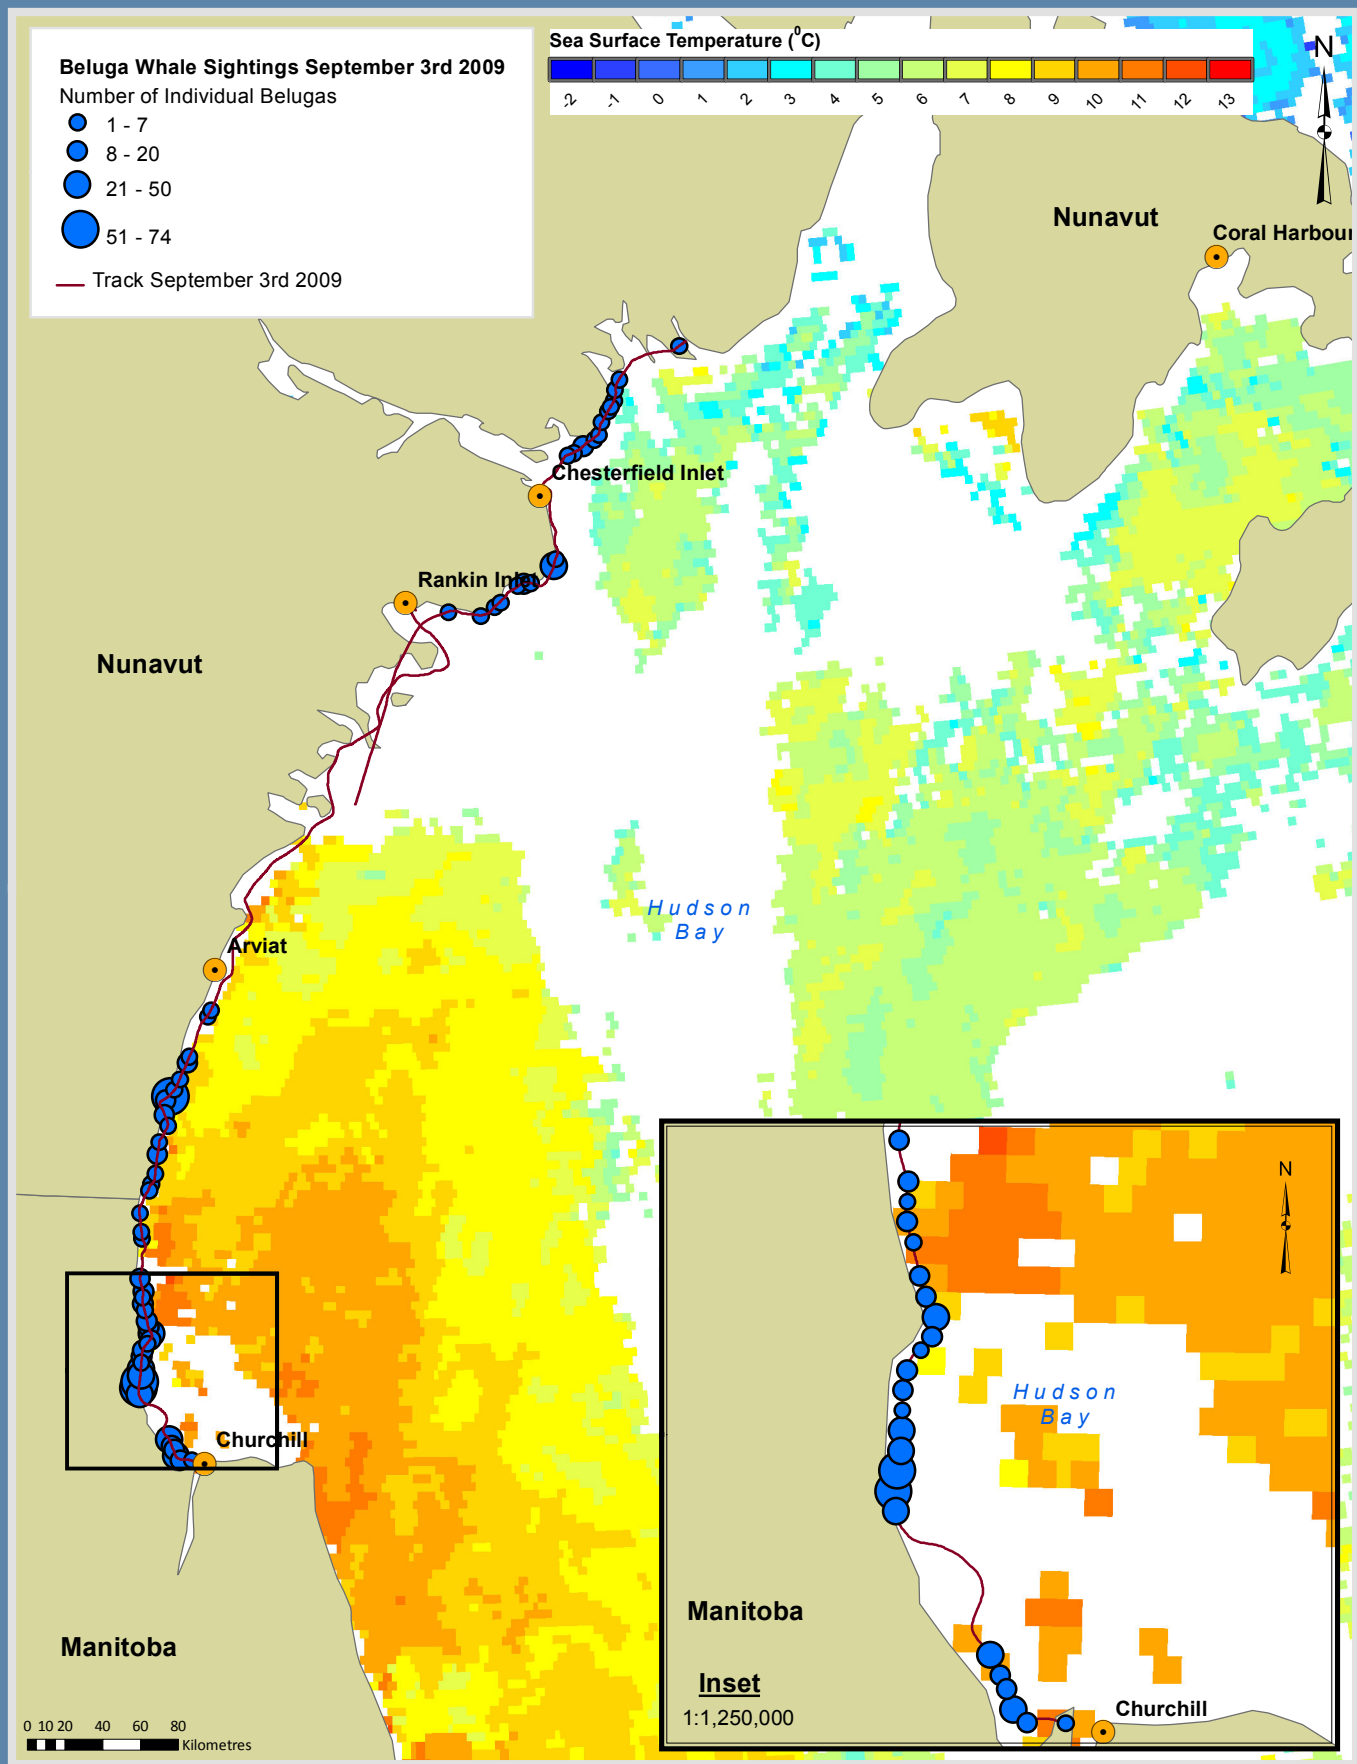 Beluga Whale Sightings September 3rd 2009
Number of Individual Belugas
1 - 7
8 - 20
21 - 50
51 - 74
Track September 3rd 2009
Sea Surface Temperature (⁰C)
-2 -1 0 1 2 3 4 5 6 7 8 9 10 11 12 13
N
Nunavut
Coral Harbour
Chesterfield Inlet
Rankin Inlet
Nunavut
Hudson
Bay
Arviat
Churchill
Manitoba
0 10 20 40 60 80
Kilometres
N
Hudson
Bay
Manitoba
Inset
1:1,250,000
Churchill